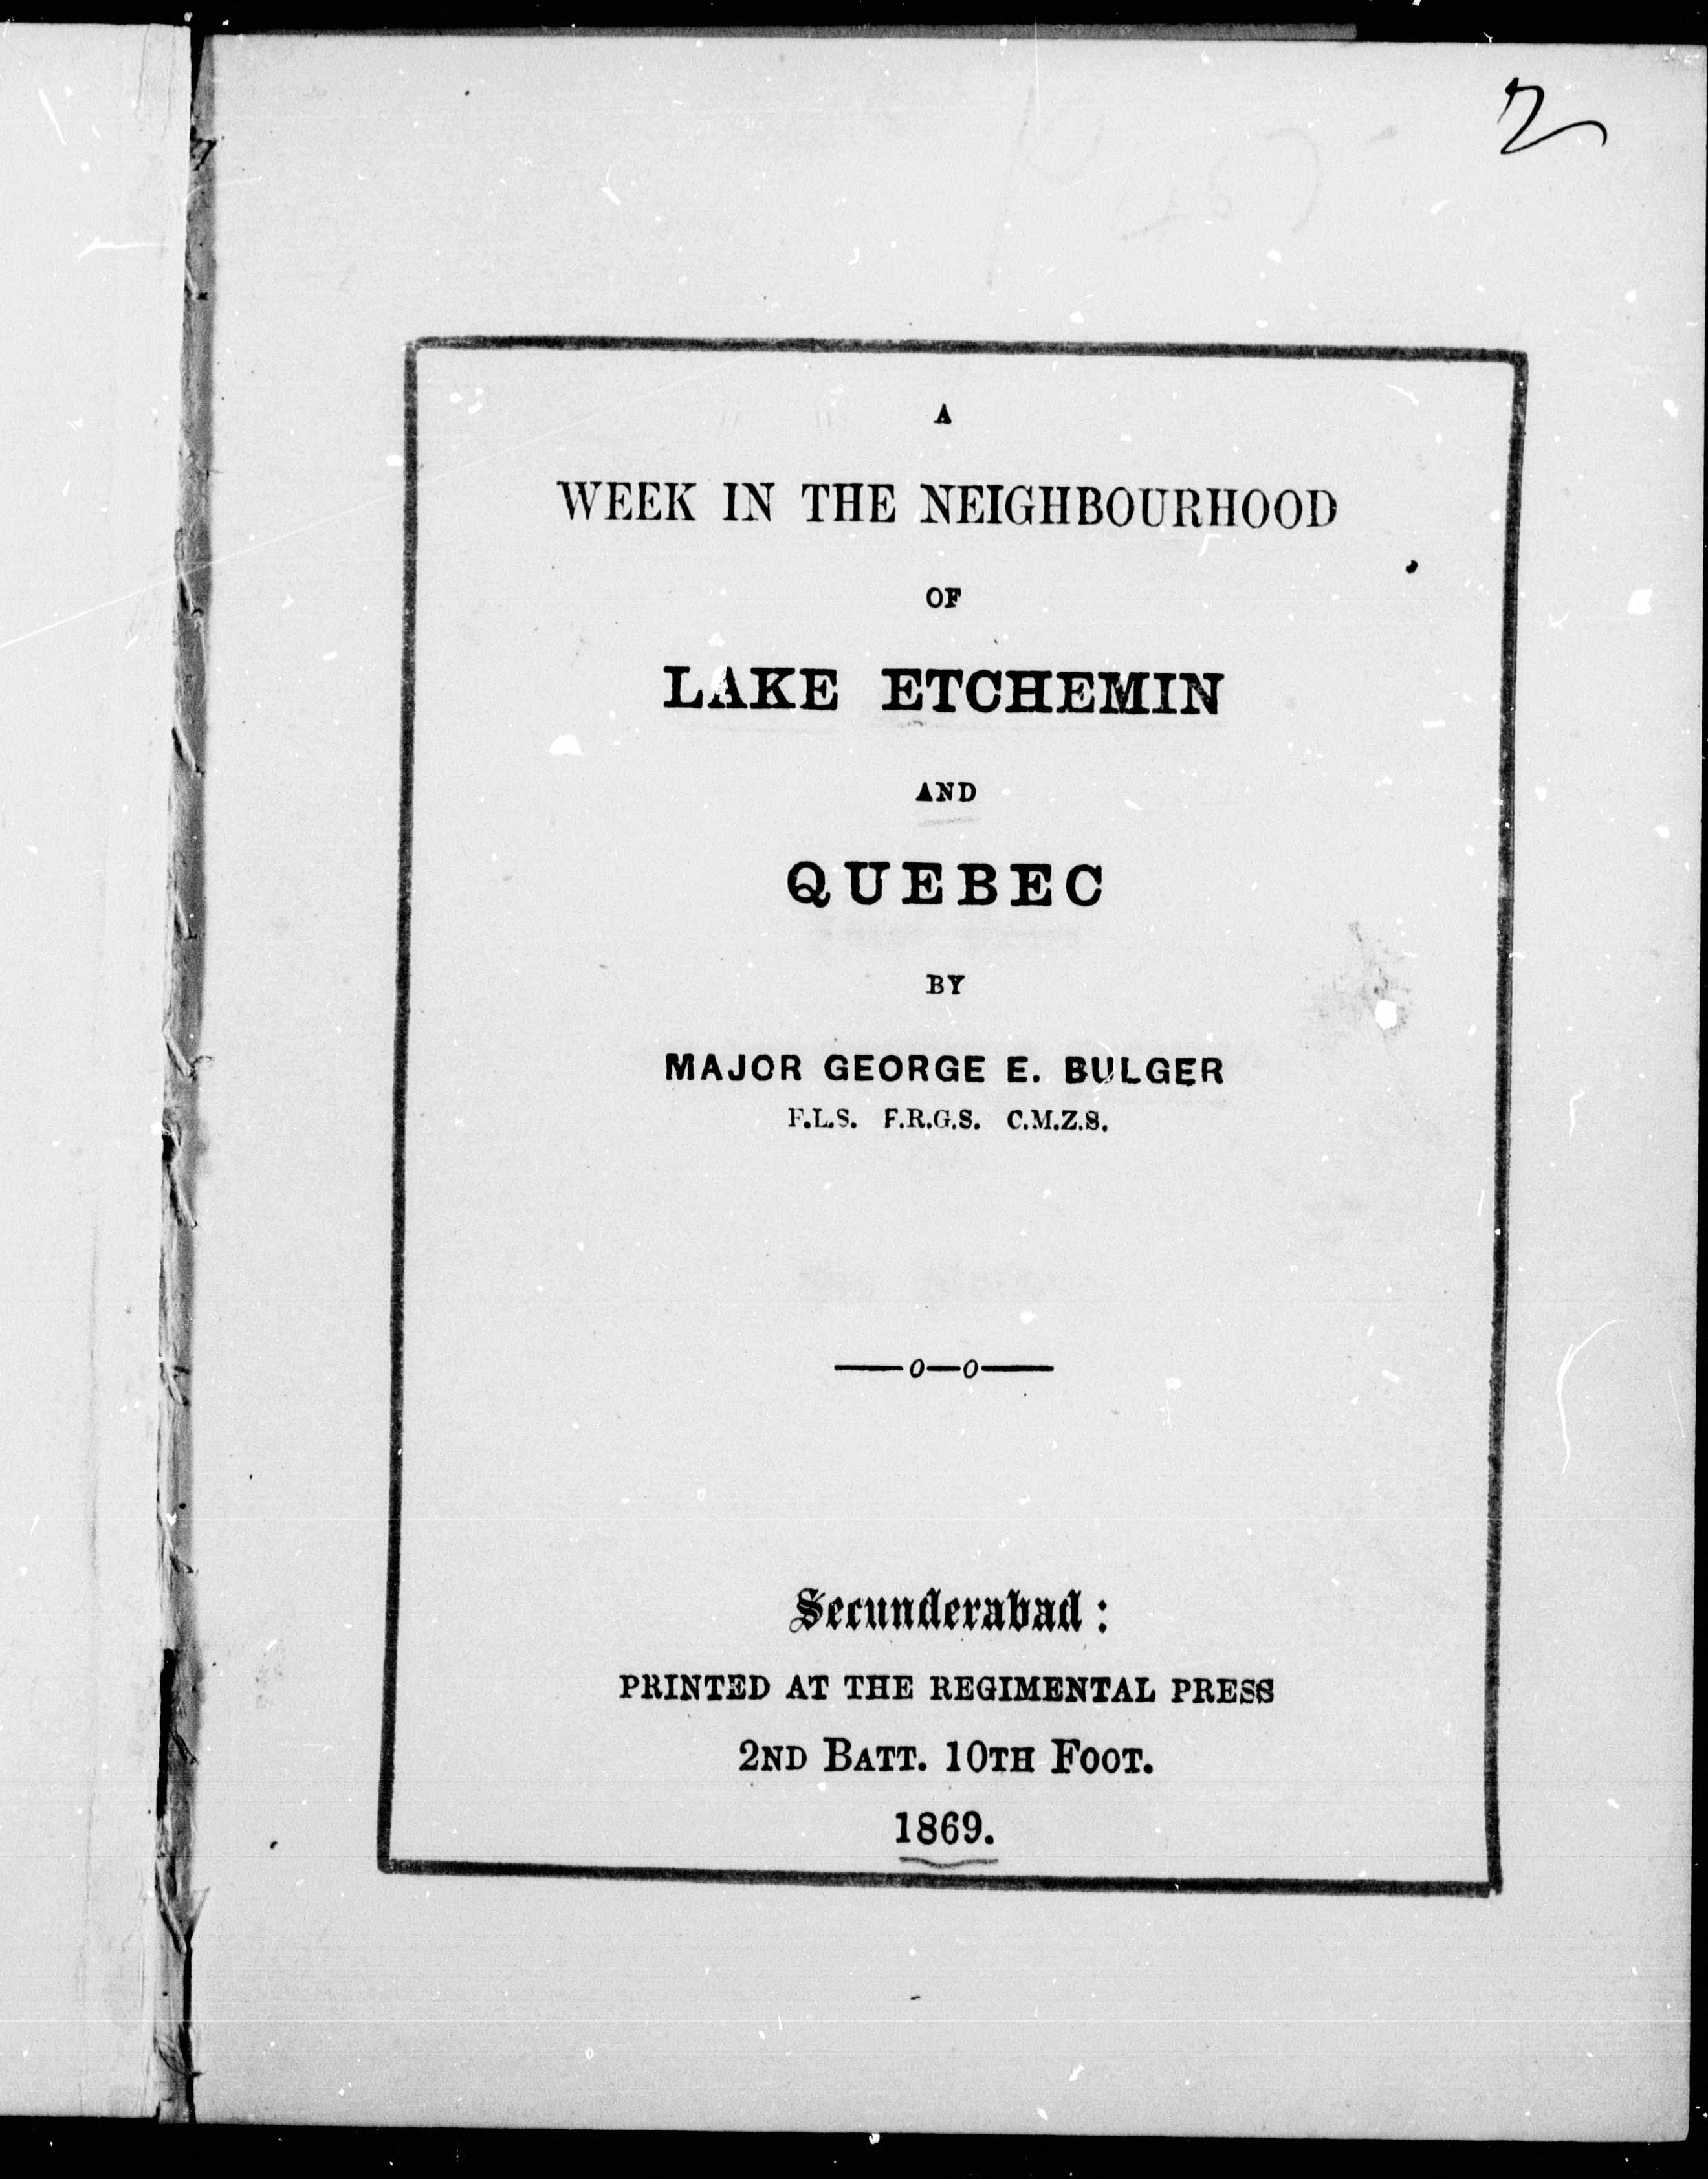 2
A
WEEK IN THE NEIGHBOURHOOD
OF
LAKE ETCHEMIN
AND
QUEBEC
BY
MAJOR GEORGE E. BULGER
F.L.S. F.R.G.S. C.M.Z.S.
Secunderabad:
PRINTED AT THE REGIMENTAL PRESS
2ND BATT. 10TH FOOT.
1869.